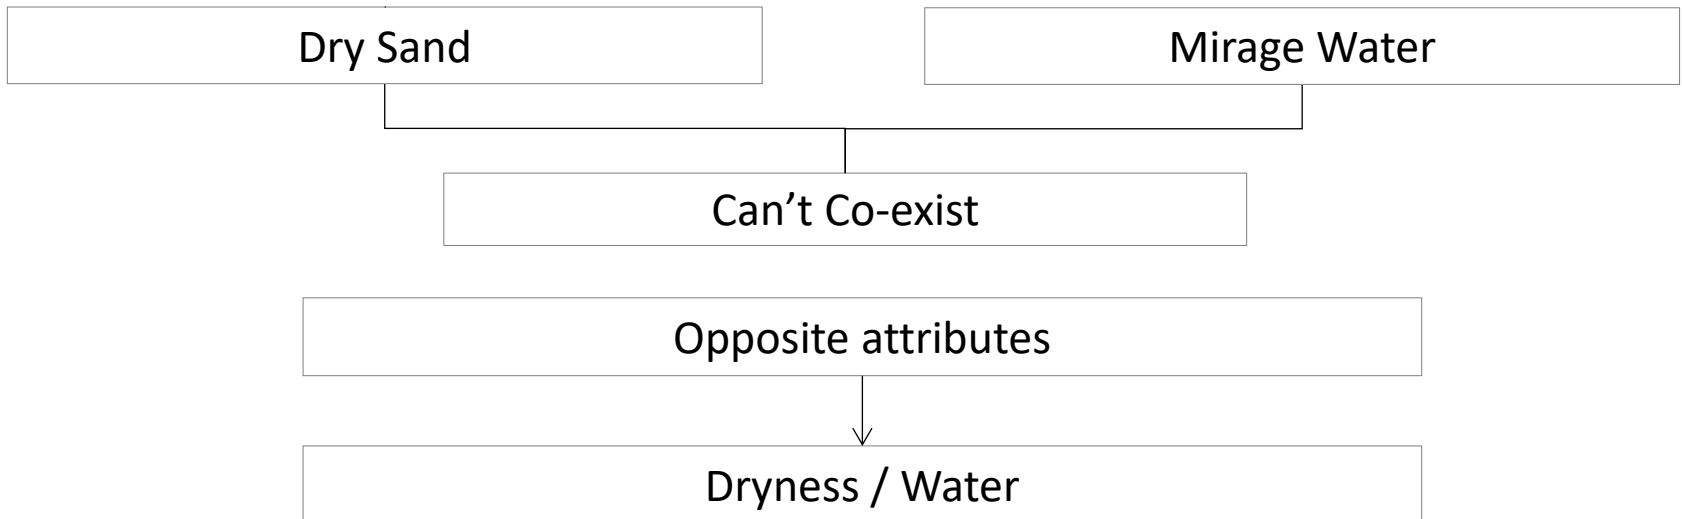 Dry Sand
Mirage Water
Can’t Co-exist
Opposite attributes
Dryness / Water